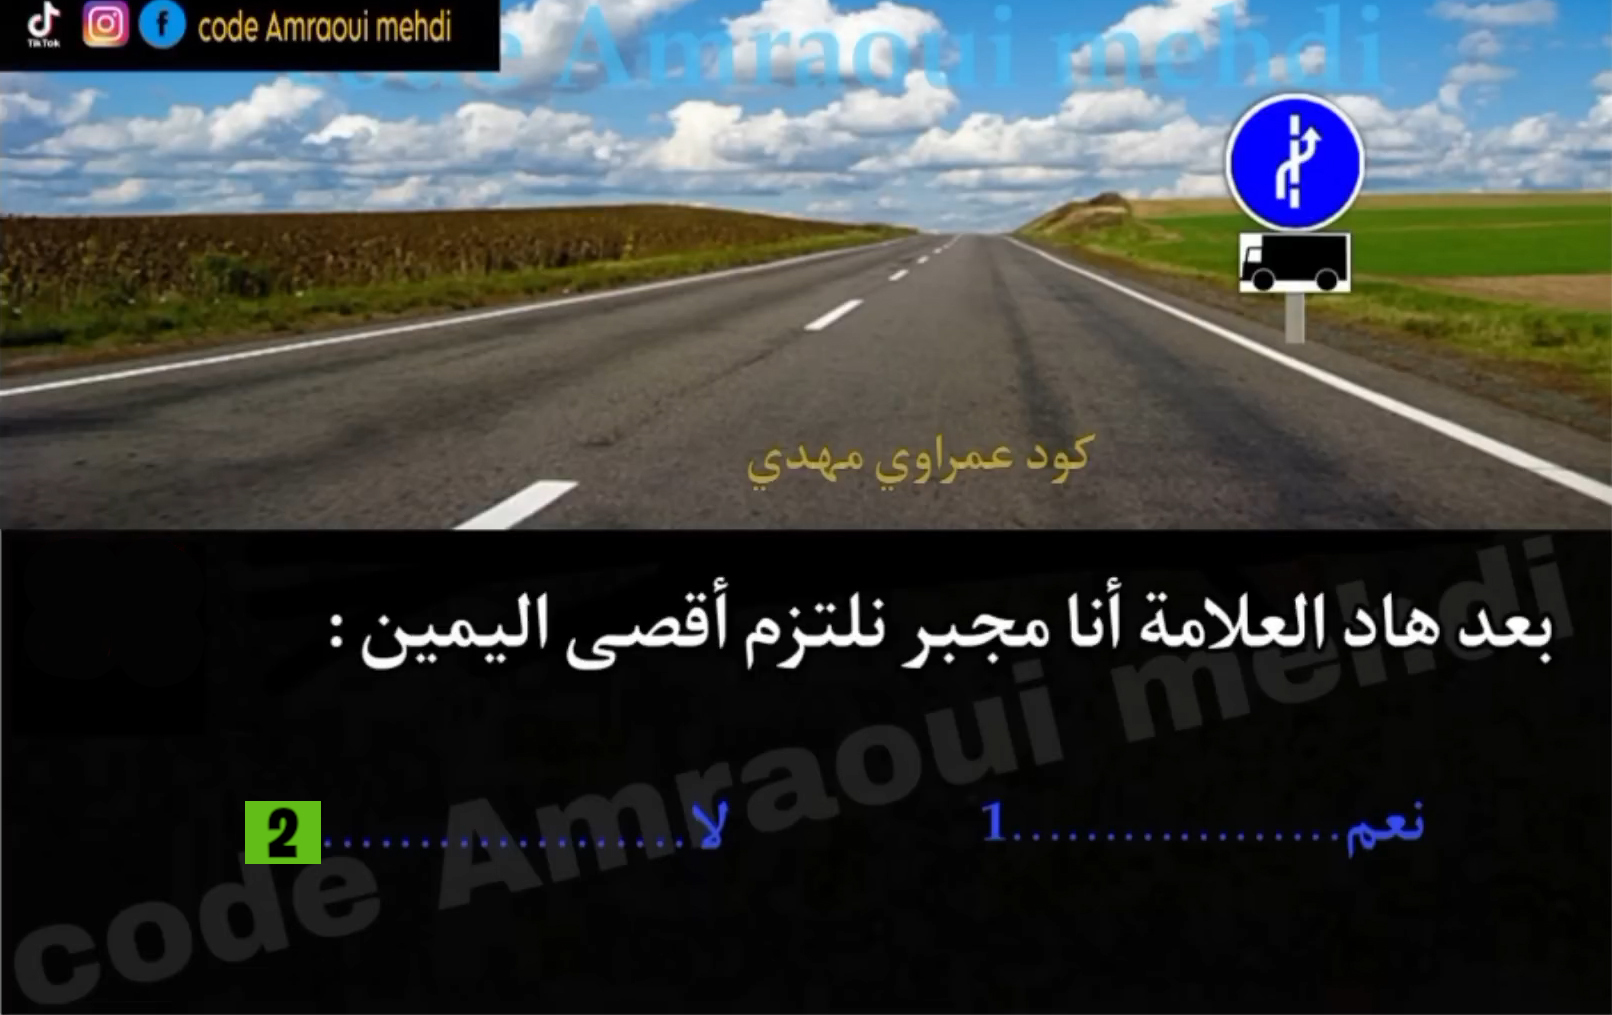 TikTok
code Amraoui mehdi
code Amraoui mehdi
كود عمراوي مهدي
بعد هاد العلامة أنا مجبر نلتزم أقصى اليمين :
نعم..................1
لا....................2
code Amraoui mehdi